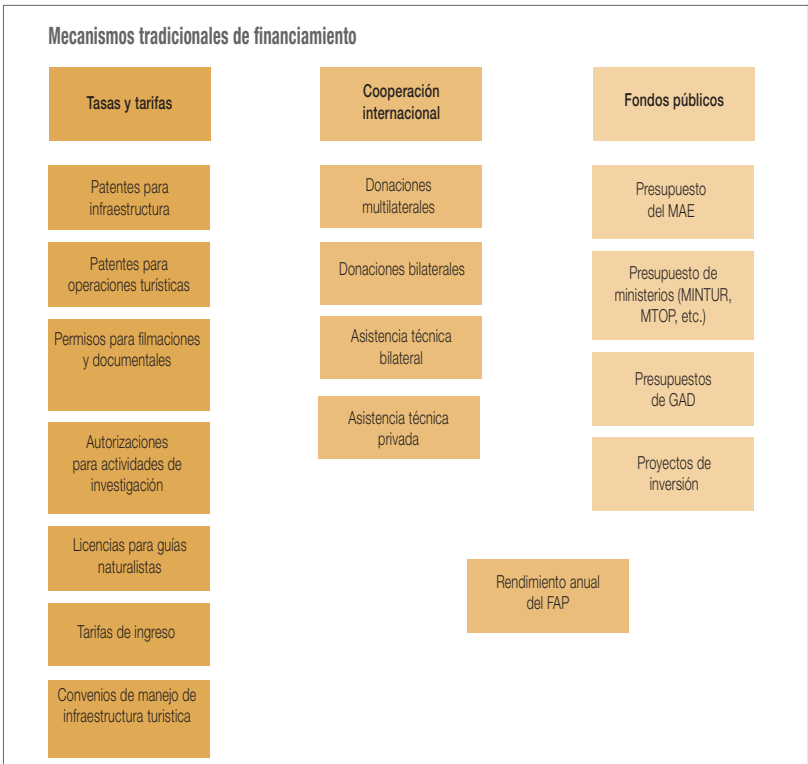 Mecanismos tradicionales de financiamiento
Tasas y tarifas
Patentes para
infraestructura
Patentes para
operaciones turísticas
Permisos para filmaciones
y documentales
Autorizaciones
para actividades de
investigación
Licencias para guías
naturalistas
Tarifas de ingreso
Convenios de manejo de
infraestructura turistica
Cooperación
internacional
Donaciones
multilaterales
Donaciones bilaterales
Asistencia técnica
bilateral
Asistencia técnica
privada
Fondos públicos
Presupuesto
del MAE
Presupuesto de
ministerios (MINTUR,
MTOP, etc.)
Presupuestos
de GAD
Proyectos de
inversión
Rendimiento anual
del FAP